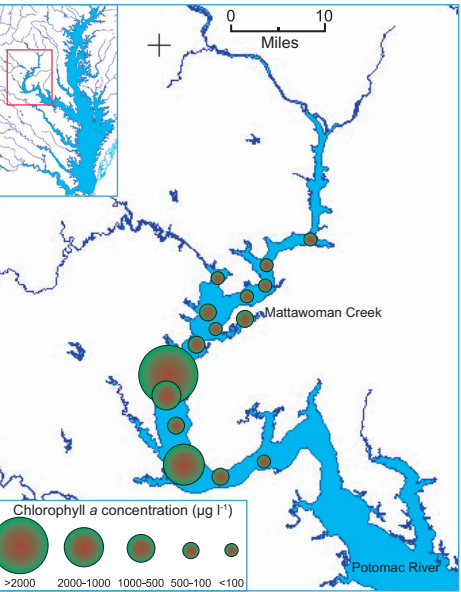 0 10
Miles
Mattawoman Creek
Chlorophyll a concentration (µg l-1)
>2000 2000–1000 1000–500 500–100 <100
Potomac River